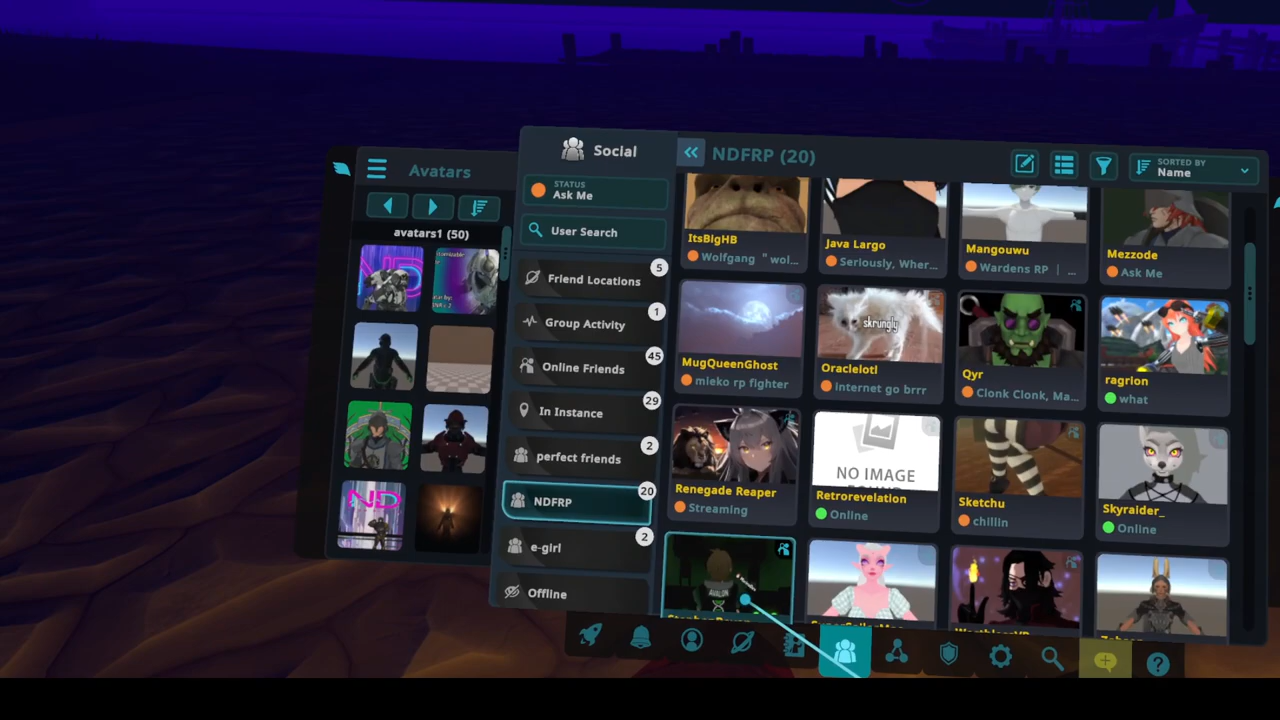 Avatars
avatars1 (50)
ND
ND
Social
STATUS
Ask Me
User Search
Friend Locations
5
Group Activity
1
Online Friends
45
In Instance
29
perfect friends
2
NDFRP
20
e-girl
2
Offline
NDFRP (20)
SORTED BY
Name
ItsBigHB
Wolfgang " wol...
Java Largo
Seriously, Wher...
Mangouwu
Wardens RP | ...
Mezzode
Ask Me
MugQueenGhost
mieko rp fighter
skrungly
Oraclelotl
internet go brrr
Qyr
Clonk Clonk, Ma...
ragrion
what
Renegade Reaper
Streaming
NO IMAGE
Retrorevelation
Online
Sketchu
chillin
Skyraider_
Online
AVALON